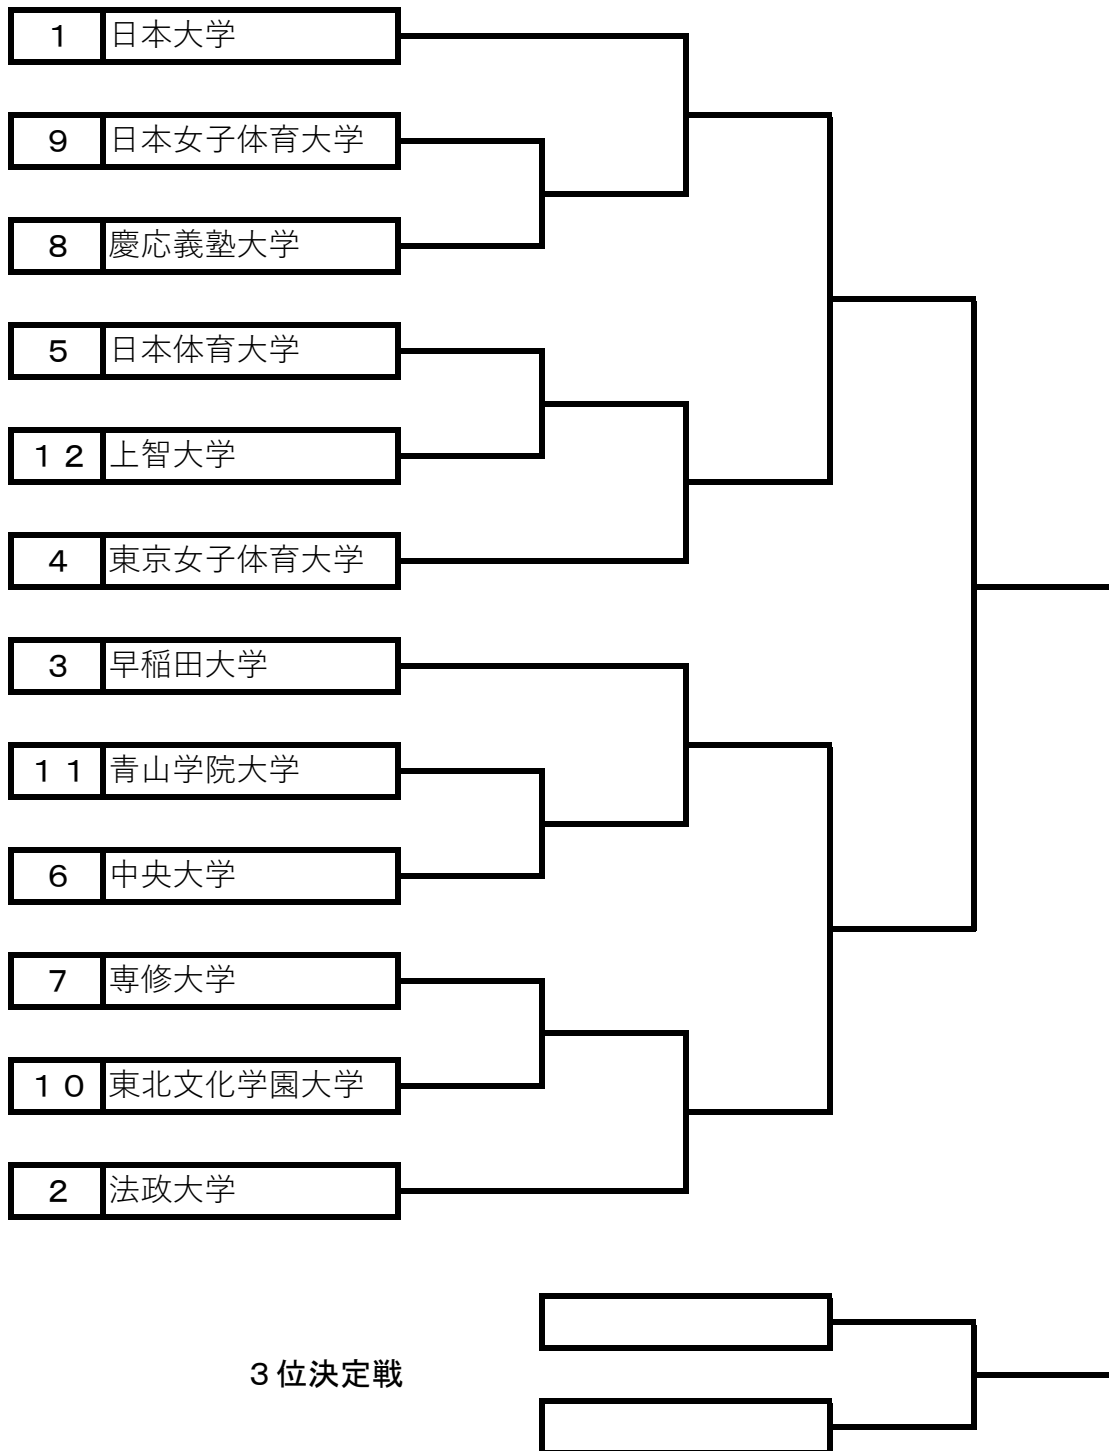 1 日本大学
9 日本女子体育大学
8 慶応義塾大学
5 日本体育大学
12 上智大学
4 東京女子体育大学
3 早稲田大学
11 青山学院大学
6 中央大学
7 専修大学
10 東北文化学園大学
2 法政大学
3位決定戦